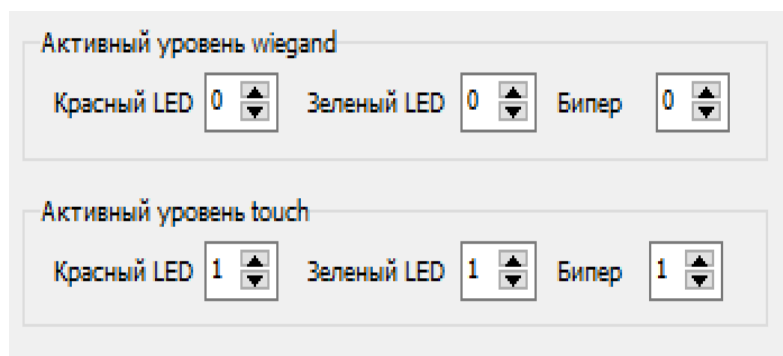 Активный уровень wiegand
Красный LED 0 Зеленый LED 0 Бипер 0
Активный уровень touch
Красный LED 1 Зеленый LED 1 Бипер 1